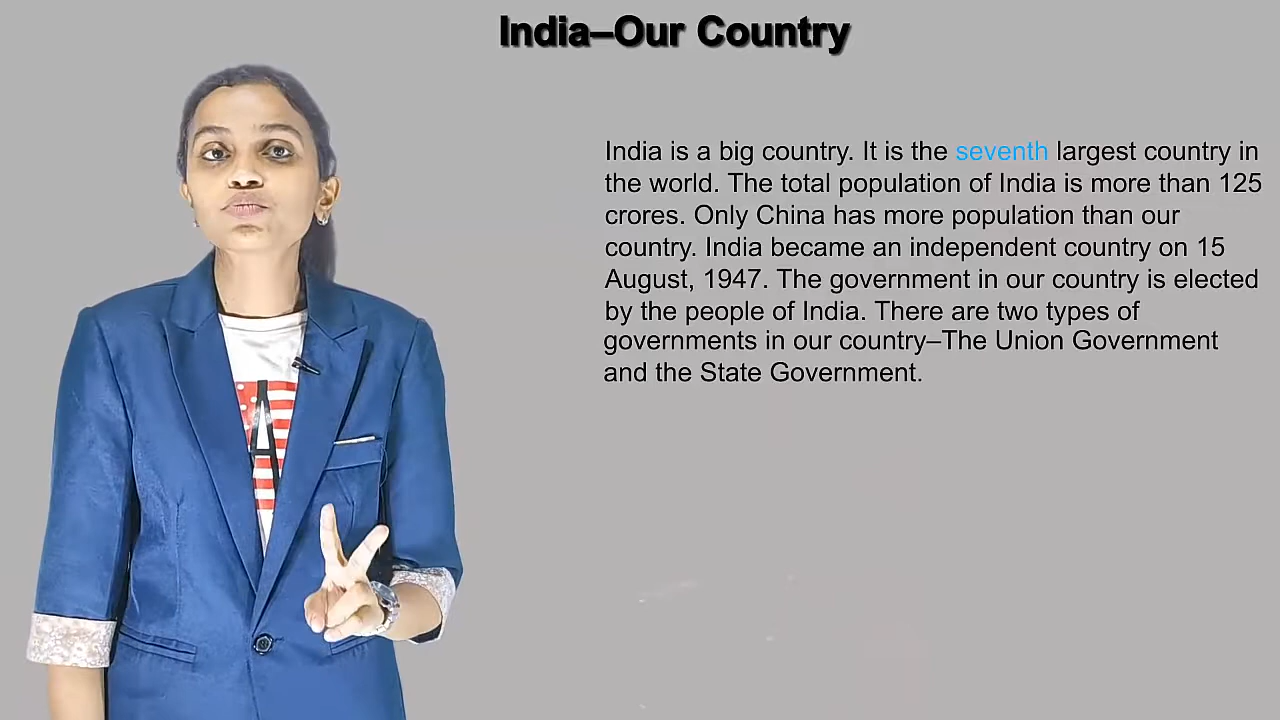 India–Our Country
India is a big country. It is the seventh largest country in
the world. The total population of India is more than 125
crores. Only China has more population than our
country. India became an independent country on 15
August, 1947. The government in our country is elected
by the people of India. There are two types of
governments in our country–The Union Government
and the State Government.
A